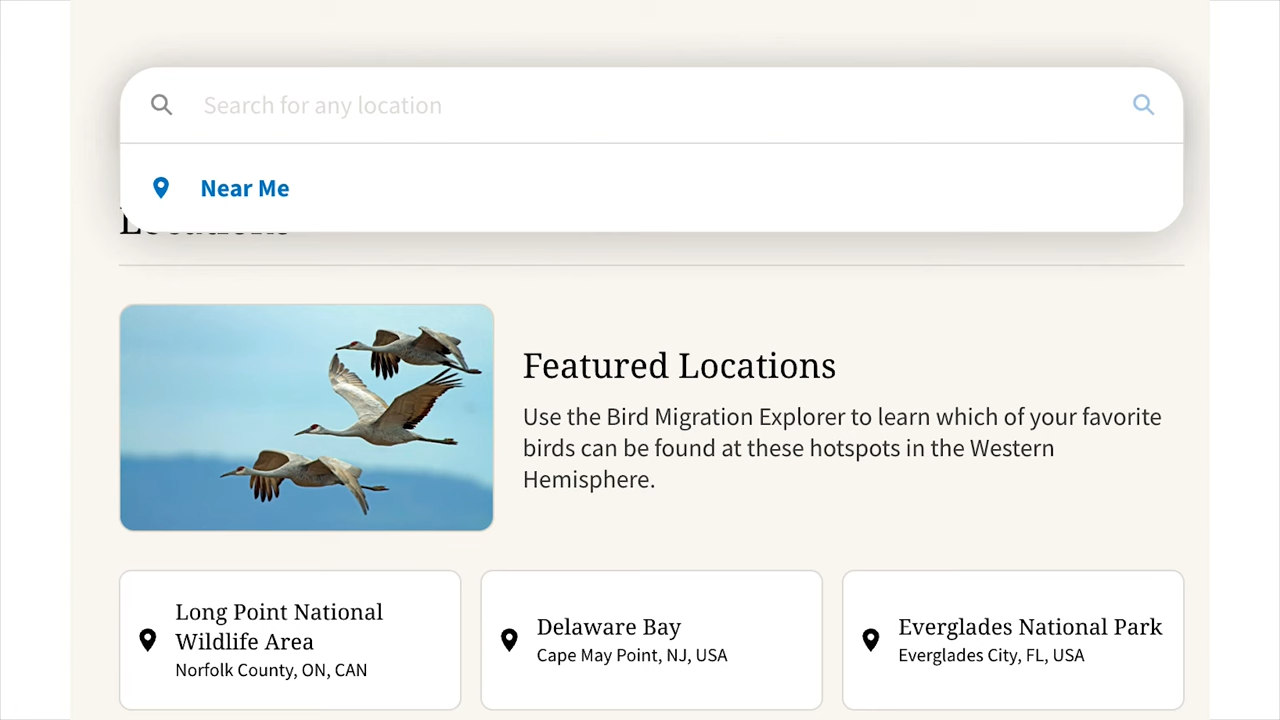 Search for any location
Near Me
Locations
Featured Locations
Use the Bird Migration Explorer to learn which of your favorite
birds can be found at these hotspots in the Western
Hemisphere.
Long Point National
Wildlife Area
Norfolk County, ON, CAN
Delaware Bay
Cape May Point, NJ, USA
Everglades National Park
Everglades City, FL, USA